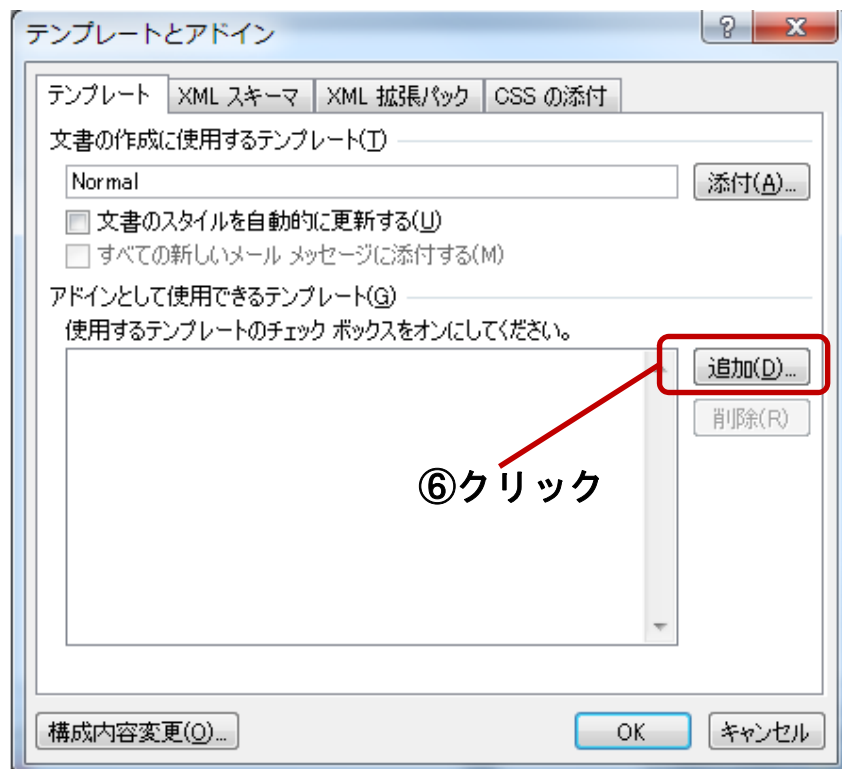 テンプレートとアドイン
テンプレート XML スキーマ XML 拡張パック CSS の添付
文書の作成に使用するテンプレート(T)
Normal 添付(A)...
文書のスタイルを自動的に更新する(U)
すべての新しいメール メッセージに添付する(M)
アドインとして使用できるテンプレート(G)
使用するテンプレートのチェック ボックスをオンにしてください。
追加(D)...
削除(R)
⑥クリック
構成内容変更(O)... OK キャンセル